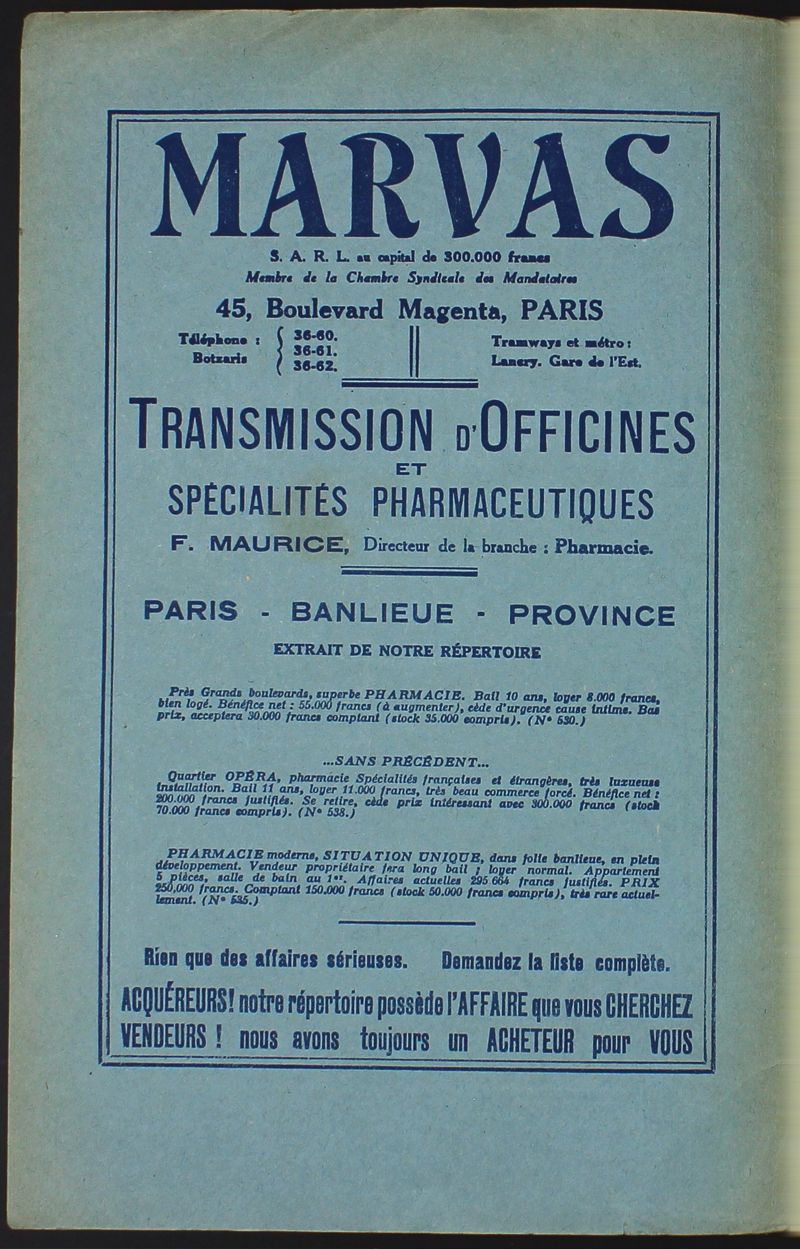 MARVAS
S. A. R. L. au capital de 300.000 francs
Membre de la Chambre Syndicale des Mandataires
45, Boulevard Magenta, PARIS
Téléphone : Botzaris { 36-60. 36-61. 36-62.
Tramways et métro :
Lancry. Gare de l'Est.
TRANSMISSION D'OFFICINES
ET
SPÉCIALITÉS PHARMACEUTIQUES
F. MAURICE, Directeur de la branche : Pharmacie.
PARIS - BANLIEUE - PROVINCE
EXTRAIT DE NOTRE RÉPERTOIRE
Près Grands boulevards, superbe PHARMACIE. Bail 10 ans, loyer 8.000 francs,
bien logé. Bénéfice net : 55.000 francs (à augmenter), cède d'urgence cause intime. Bas
prix, acceptera 30.000 francs comptant (stock 35.000 compris). (N° 530.)
...SANS PRÉCÉDENT...
Quartier OPÉRA, pharmacie Spécialités françaises et étrangères, très luxueuse
installation. Bail 11 ans, loyer 11.000 francs, très beau commerce forcé. Bénéfice net :
200.000 francs justifiés. Se retire, cède prix intéressant avec 300.000 francs (stock
70.000 francs compris). (N° 538.)
PHARMACIE moderne, SITUATION UNIQUE, dans jolie banlieue, en plein
développement. Vendeur propriétaire fera long bail ; loyer normal. Appartement
5 pièces, salle de bain au 1er. Affaires actuelles 295 664 francs justifiés. PRIX
250,000 francs. Comptant 150.000 francs (stock 50.000 francs compris), très rare actuel-
lement. (N° 535.)
Rien que des affaires sérieuses. Demandez la liste complète.
ACQUÉREURS! notre répertoire possède l'AFFAIRE que vous CHERCHEZ
VENDEURS ! nous avons toujours un ACHETEUR pour VOUS